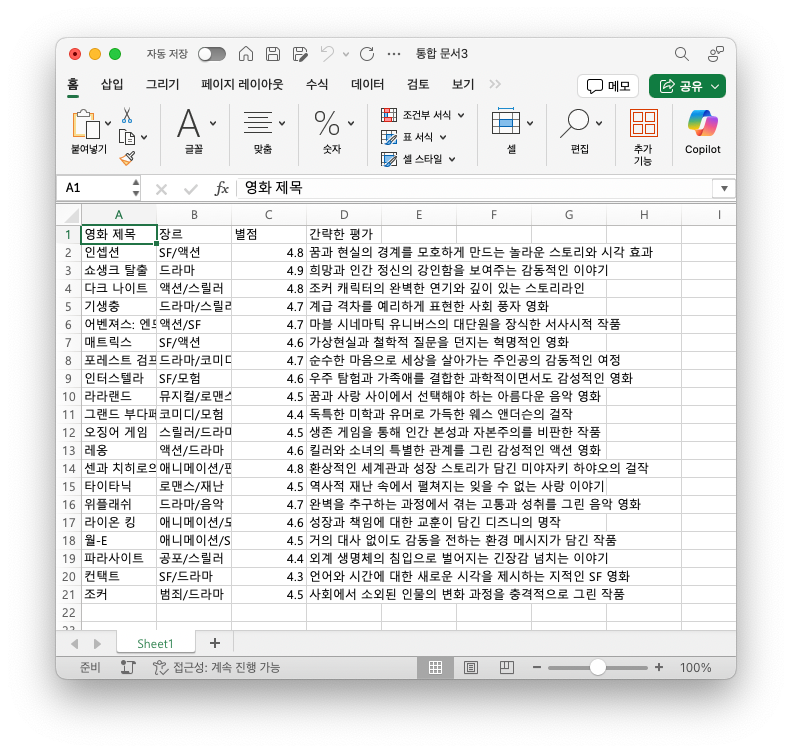 자동 저장 통합 문서3
홈 삽입 그리기 페이지 레이아웃 수식 데이터 검토 보기 메모 공유
붙여넣기 글꼴 맞춤 숫자 조건부 서식 표 서식 셀 스타일 셀 편집 추가 기능 Copilot
A1 fx 영화 제목
A B C D E F G H I
1 영화 제목 장르 별점 간략한 평가
2 인셉션 SF/액션 4.8 꿈과 현실의 경계를 모호하게 만드는 놀라운 스토리와 시각 효과
3 쇼생크 탈출 드라마 4.9 희망과 인간 정신의 강인함을 보여주는 감동적인 이야기
4 다크 나이트 액션/스릴러 4.8 조커 캐릭터의 완벽한 연기와 깊이 있는 스토리라인
5 기생충 드라마/스릴러 4.7 계급 격차를 예리하게 표현한 사회 풍자 영화
6 어벤져스: 엔드 액션/SF 4.7 마블 시네마틱 유니버스의 대단원을 장식한 서사시적 작품
7 매트릭스 SF/액션 4.6 가상현실과 철학적 질문을 던지는 혁명적인 영화
8 포레스트 검프 드라마/코미디 4.7 순수한 마음으로 세상을 살아가는 주인공의 감동적인 여정
9 인터스텔라 SF/모험 4.6 우주 탐험과 가족애를 결합한 과학적이면서도 감성적인 영화
10 라라랜드 뮤지컬/로맨스 4.5 꿈과 사랑 사이에서 선택해야 하는 아름다운 음악 영화
11 그랜드 부다페 코미디/모험 4.4 독특한 미학과 유머로 가득한 웨스 앤더슨의 걸작
12 오징어 게임 스릴러/드라마 4.5 생존 게임을 통해 인간 본성과 자본주의를 비판한 작품
13 레옹 액션/드라마 4.6 킬러와 소녀의 특별한 관계를 그린 감성적인 액션 영화
14 센과 치히로의 애니메이션/판 4.8 환상적인 세계관과 성장 스토리가 담긴 미야자키 하야오의 걸작
15 타이타닉 로맨스/재난 4.5 역사적 재난 속에서 펼쳐지는 잊을 수 없는 사랑 이야기
16 위플래쉬 드라마/음악 4.7 완벽을 추구하는 과정에서 겪는 고통과 성취를 그린 음악 영화
17 라이온 킹 애니메이션/모 4.6 성장과 책임에 대한 교훈이 담긴 디즈니의 명작
18 월-E 애니메이션/S 4.5 거의 대사 없이도 감동을 전하는 환경 메시지가 담긴 작품
19 파라사이트 공포/스릴러 4.4 외계 생명체의 침입으로 벌어지는 긴장감 넘치는 이야기
20 컨택트 SF/드라마 4.3 언어와 시간에 대한 새로운 시각을 제시하는 지적인 SF 영화
21 조커 범죄/드라마 4.5 사회에서 소외된 인물의 변화 과정을 충격적으로 그린 작품
22
23
Sheet1
준비 접근성: 계속 진행 가능 100%